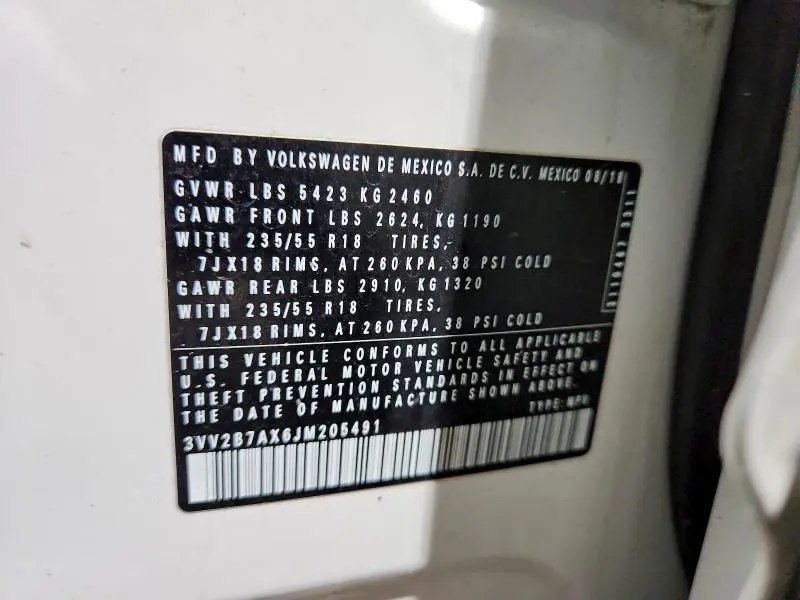 MFD BY VOLKSWAGEN DE MEXICO S.A. DE C.V. MEXICO 08/18
GVWR LBS 5423 KG 2460
GAWR FRONT LBS 2624, KG 1190
WITH 235/55 R18 TIRES,
7JX18 RIMS, AT 260 KPA, 38 PSI COLD
GAWR REAR LBS 2910, KG 1320
WITH 235/55 R18 TIRES,
7JX18 RIMS, AT 260 KPA, 38 PSI COLD
THIS VEHICLE CONFORMS TO ALL APPLICABLE
U.S. FEDERAL MOTOR VEHICLE SAFETY AND
THEFT PREVENTION STANDARDS IN EFFECT ON
THE DATE OF MANUFACTURE SHOWN ABOVE.
3VV2B7AX6JM205491
TYPE: